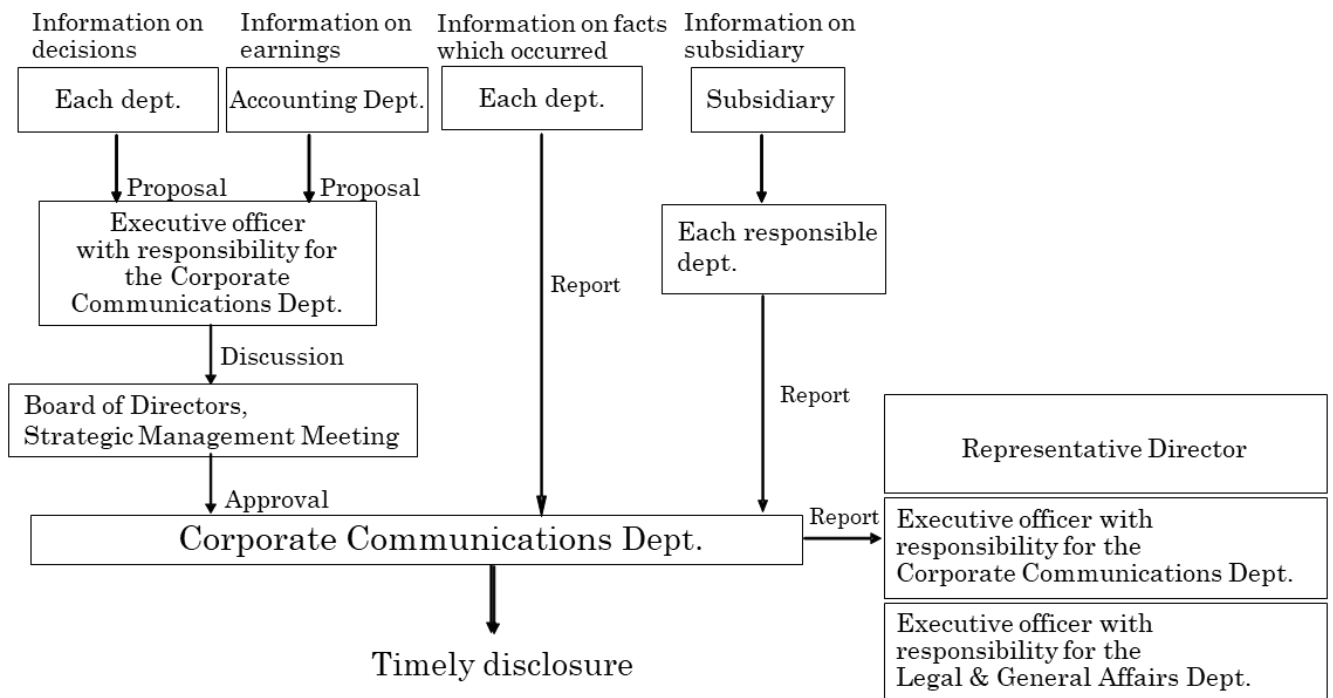 Information on
decisions
Information on
earnings
Information on facts
which occurred
Information on
subsidiary
Each dept.
Accounting Dept.
Each dept.
Subsidiary
Proposal
Proposal
Executive officer
with responsibility for
the Corporate
Communications Dept.
Each responsible
dept.
Report
Discussion
Board of Directors,
Strategic Management Meeting
Report
Approval
Corporate Communications Dept.
Report
Representative Director
Executive officer with
responsibility for the
Corporate Communications Dept.
Executive officer with
responsibility for the
Legal & General Affairs Dept.
Timely disclosure